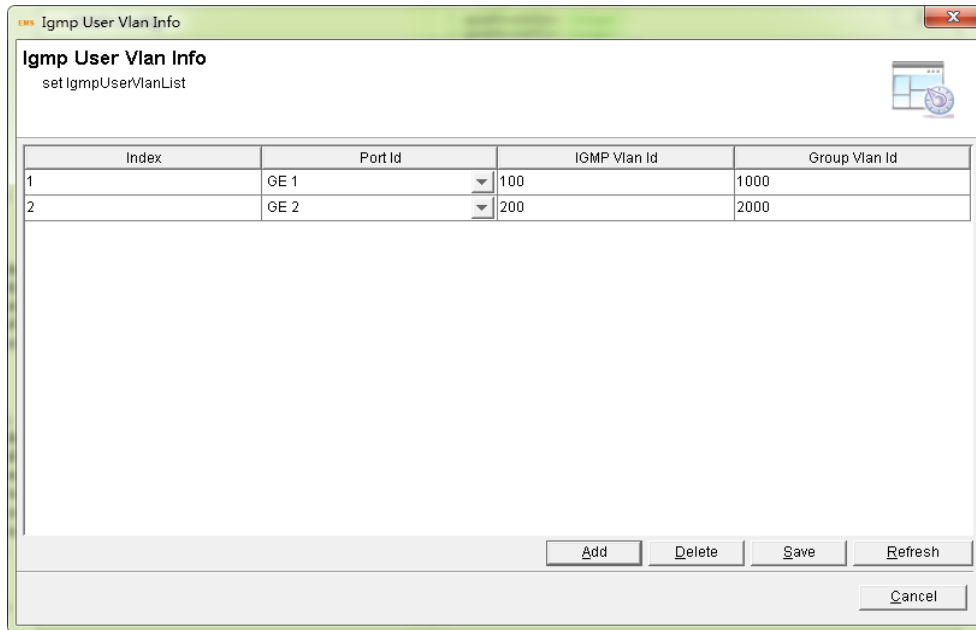 EMS Igmp User Vlan Info
Igmp User Vlan Info
set IgmpUserVlanList
Index Port Id IGMP Vlan Id Group Vlan Id
1 GE 1 100 1000
2 GE 2 200 2000
Add Delete Save Refresh
Cancel